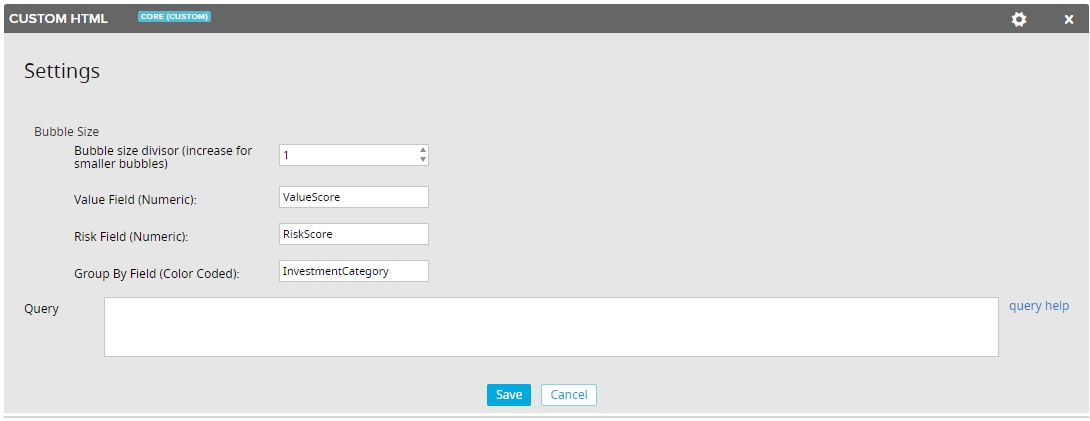 CUSTOM HTML CORE (CUSTOM)
Settings
Bubble Size
Bubble size divisor (increase for
smaller bubbles)
1
Value Field (Numeric): ValueScore
Risk Field (Numeric): RiskScore
Group By Field (Color Coded): InvestmentCategory
Query query help
Save Cancel